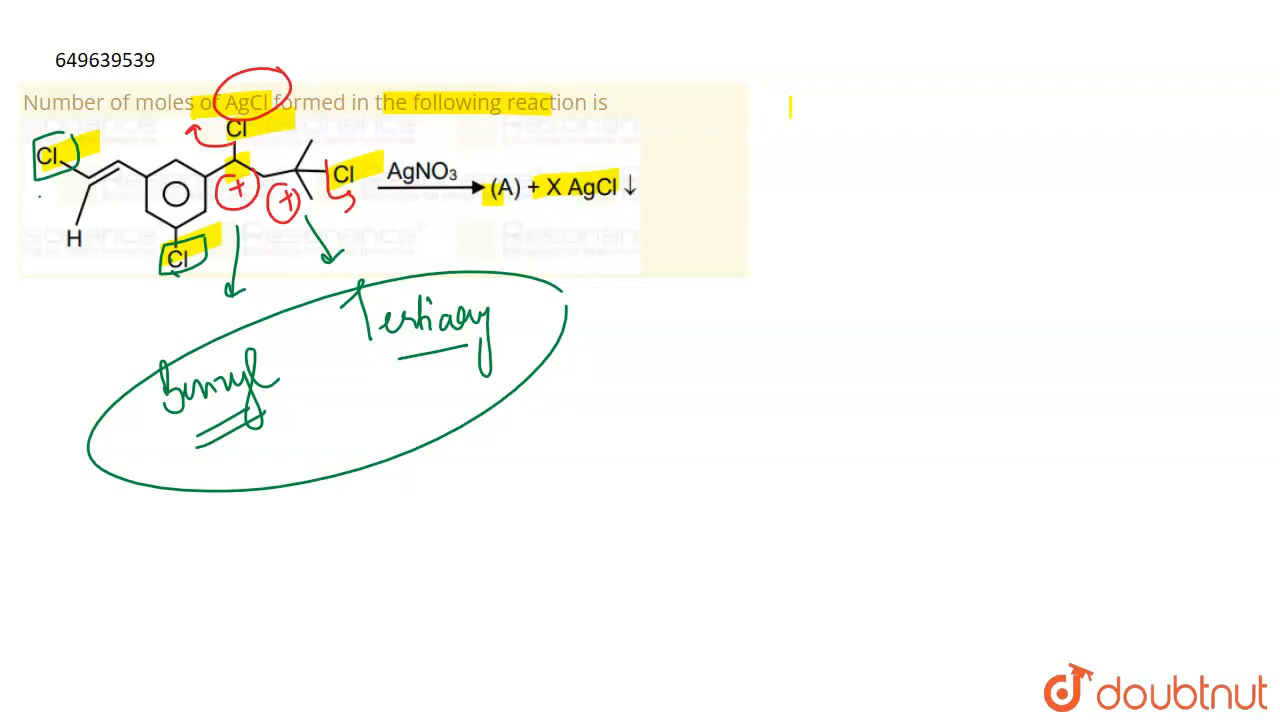 649639539
Number of moles of AgCl formed in the following reaction is
Cl
Cl
Cl
AgNO₃
(A) + X AgCl ↓
+
+
H
Cl
Tertiary
Benzyl
doubtnut